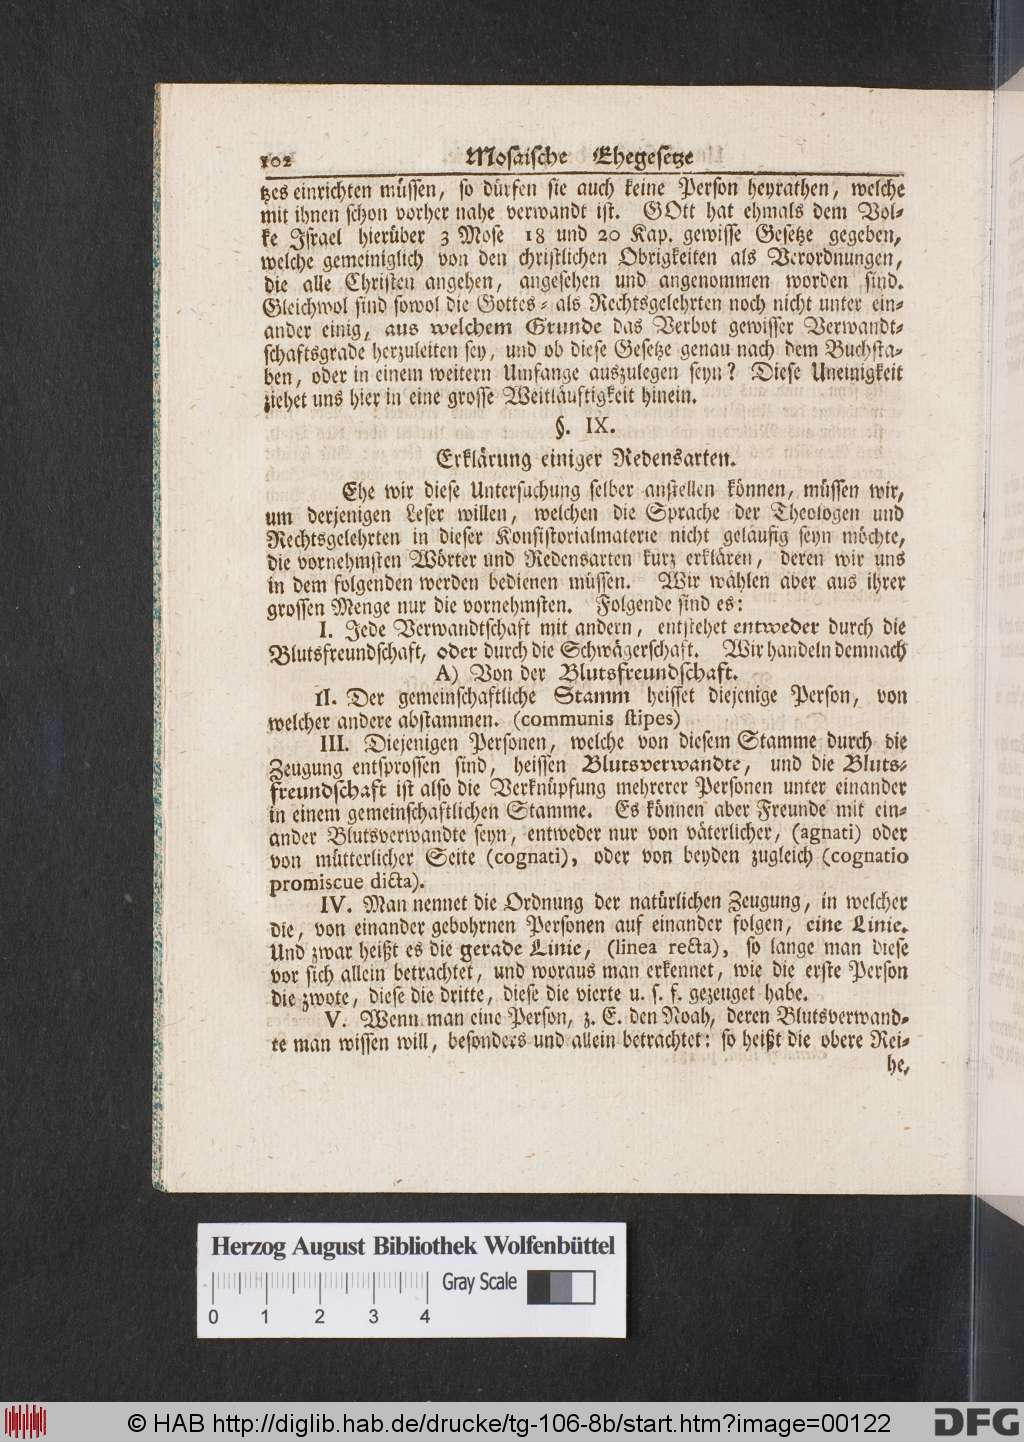 102 Mosaische Ehegesetze
tzes einrichten müssen, so dürfen sie auch keine Person heyrathen, welche
mit ihnen schon vorher nahe verwandt ist. GOtt hat ehmals dem Vol-
ke Israel hierüber 3 Mose 18 und 20 Kap. gewisse Gesetze gegeben,
welche gemeiniglich von den christlichen Obrigkeiten als Verordnungen,
die alle Christen angehen, angesehen und angenommen worden sind.
Gleichwol sind sowol die Gottes- als Rechtsgelehrten noch nicht unter ein-
ander einig, aus welchem Grunde das Verbot gewisser Verwandt-
schaftsgrade herzuleiten sey, und ob diese Gesetze genau nach dem Buchsta-
ben, oder in einem weitern Umfange auszulegen seyn? Diese Uneinigkeit
ziehet uns hier in eine grosse Weitläuftigkeit hinein.
§. IX.
Erklärung einiger Redensarten.
Ehe wir diese Untersuchung selber anstellen können, müssen wir,
um derjenigen Leser willen, welchen die Sprache der Theologen und
Rechtsgelehrten in dieser Konsistorialmaterie nicht geläufig seyn möchte,
die vornehmsten Wörter und Redensarten kurz erklären, deren wir uns
in dem folgenden werden bedienen müssen. Wir wählen aber aus ihrer
grossen Menge nur die vornehmsten. Folgende sind es:
I. Jede Verwandtschaft mit andern, entstehet entweder durch die
Blutsfreundschaft, oder durch die Schwägerschaft. Wir handeln demnach
A) Von der Blutsfreundschaft.
II. Der gemeinschaftliche Stamm heisset diejenige Person, von
welcher andere abstammen. (communis stipes)
III. Diejenigen Personen, welche von diesem Stamme durch die
Zeugung entsprossen sind, heissen Blutsverwandte, und die Bluts-
freundschaft ist also die Verknüpfung mehrerer Personen unter einander
in einem gemeinschaftlichen Stamme. Es können aber Freunde mit ein-
ander Blutsverwandte seyn, entweder nur von väterlicher, (agnati) oder
von mütterlicher Seite (cognati), oder von beyden zugleich (cognatio
promiscue dicta).
IV. Man nennet die Ordnung der natürlichen Zeugung, in welcher
die, von einander gebohrnen Personen auf einander folgen, eine Linie.
Und zwar heißt es die gerade Linie, (linea recta), so lange man diese
vor sich allein betrachtet, und woraus man erkennet, wie die erste Person
die zwote, diese die dritte, diese die vierte u. s. f. gezeuget habe.
V. Wenn man eine Person, z. E. den Noah, deren Blutsverwand-
te man wissen will, besonders und allein betrachtet: so heißt die obere Rei-
he,
Herzog August Bibliothek Wolfenbüttel
Gray Scale
0 1 2 3 4
© HAB http://diglib.hab.de/drucke/tg-106-8b/start.htm?image=00122
DFG